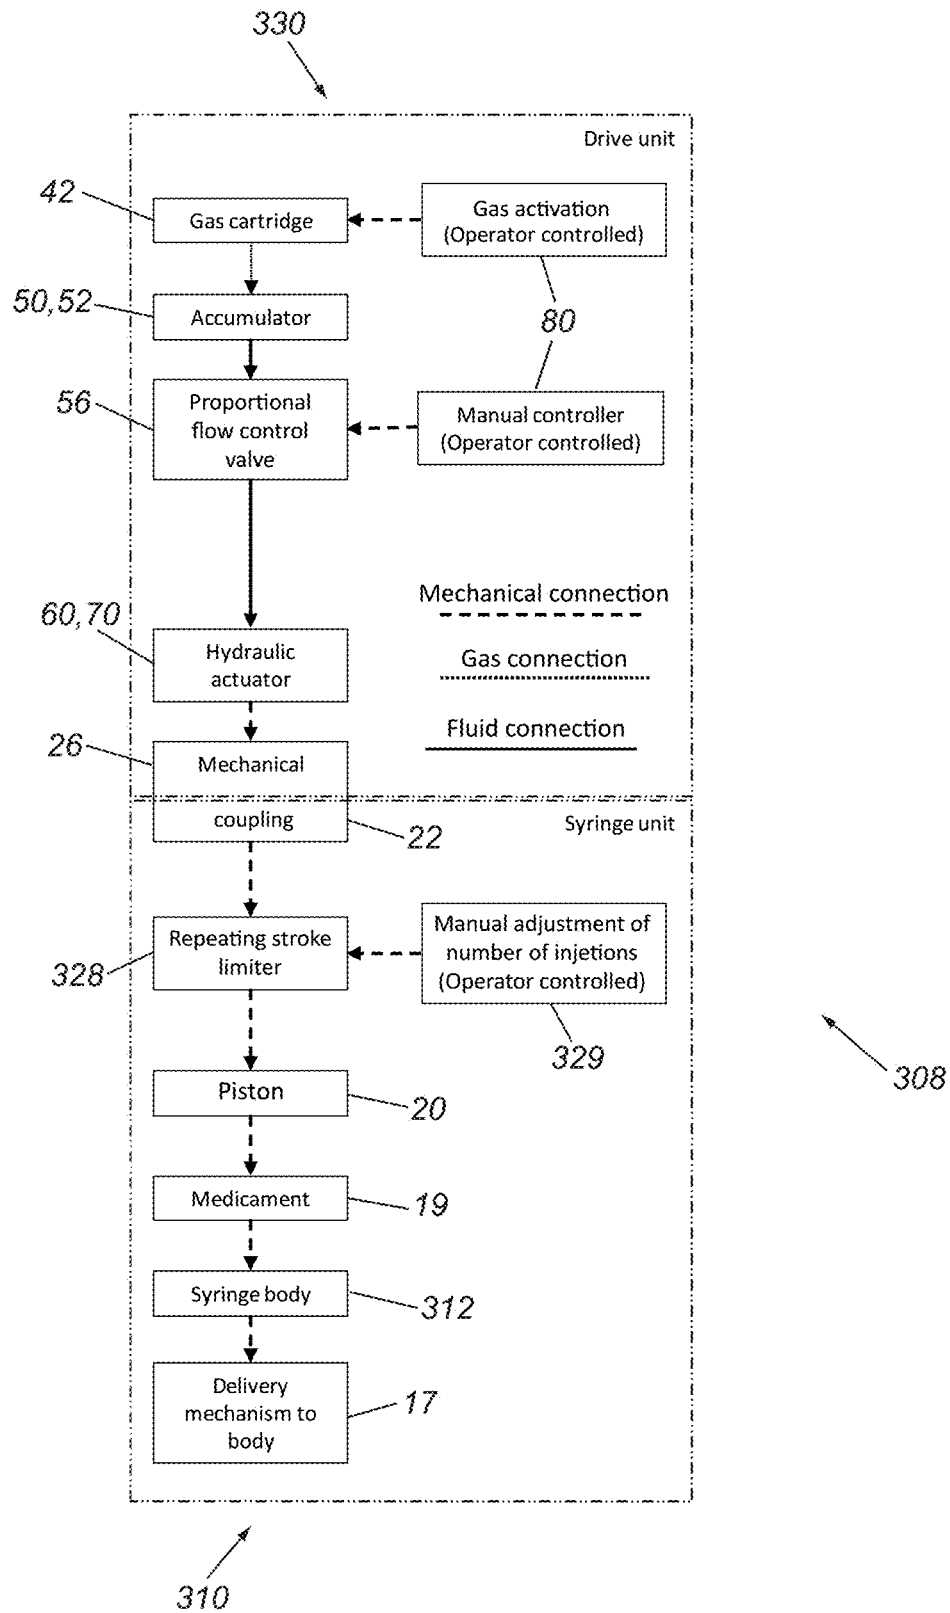 330
Drive unit
42
Gas cartridge
Gas activation
(Operator controlled)
50,52
Accumulator
80
56
Proportional
flow control
valve
Manual controller
(Operator controlled)
Mechanical connection
60,70
Hydraulic
actuator
Gas connection
Fluid connection
26
Mechanical
coupling
22
Syringe unit
Repeating stroke
limiter
328
Manual adjustment of
number of injetions
(Operator controlled)
329
308
Piston
20
Medicament
19
Syringe body
312
Delivery
mechanism to
body
17
310